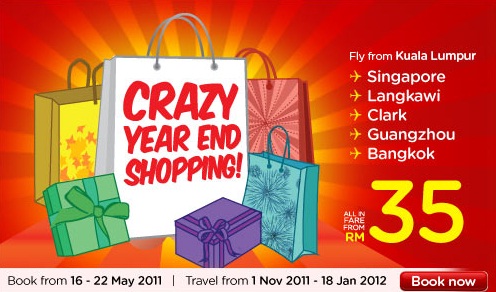 CRAZY
YEAR END
SHOPPING!
Fly from Kuala Lumpur
Singapore
Langkawi
Clark
Guangzhou
Bangkok
ALL IN
FARE
FROM
RM 35
Book from 16 - 22 May 2011 | Travel from 1 Nov 2011 - 18 Jan 2012
Book now